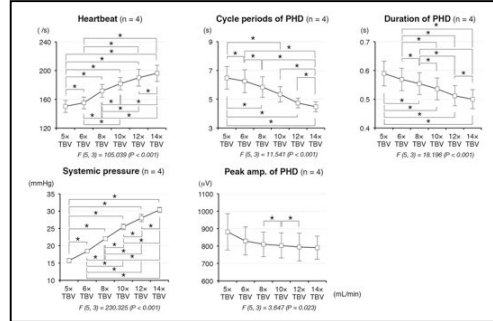 Heartbeat (n = 4)
(/s)
200
180
160
140
120
5× 6× 8× 10× 12× 14×
TBV TBV TBV TBV TBV TBV
F (5, 3) = 105.039 (P < 0.001)
Cycle periods of PHD (n = 4)
(s)
9
7
5
3
5× 6× 8× 10× 12× 14×
TBV TBV TBV TBV TBV TBV
F (5, 3) = 11.541 (P < 0.001)
Duration of PHD (n = 4)
(s)
0.8
0.7
0.6
0.5
0.4
5× 6× 8× 10× 12× 14×
TBV TBV TBV TBV TBV TBV
F (5, 3) = 18.196 (P < 0.001)
Systemic pressure (n = 4)
(mmHg)
35
30
25
20
15
10
5× 6× 8× 10× 12× 14×
TBV TBV TBV TBV TBV TBV
F (5, 3) = 230.325 (P < 0.001)
Peak amp. of PHD (n = 4)
(μV)
1100
1000
900
800
700
600
5× 6× 8× 10× 12× 14×
TBV TBV TBV TBV TBV TBV
(mL/min)
F (5, 3) = 3.647 (P = 0.023)